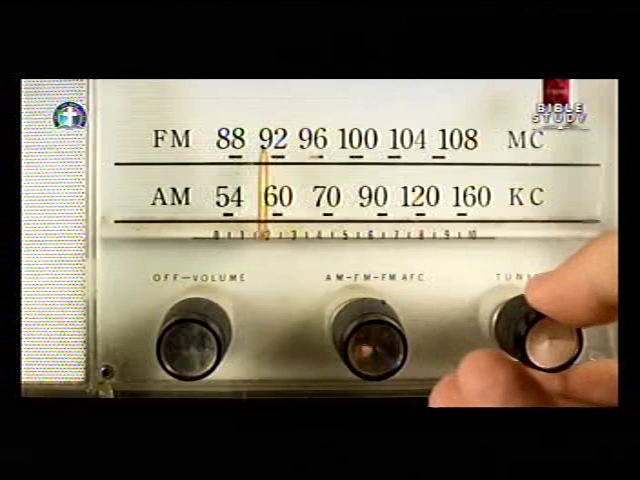 BIBLE
STUDY
FM 88 92 96 100 104 108 MC
AM 54 60 70 90 120 160 KC
0 1 2 3 4 5 6 7 8 9 10
OFF-VOLUME AM-FM-FM AFC TUNI